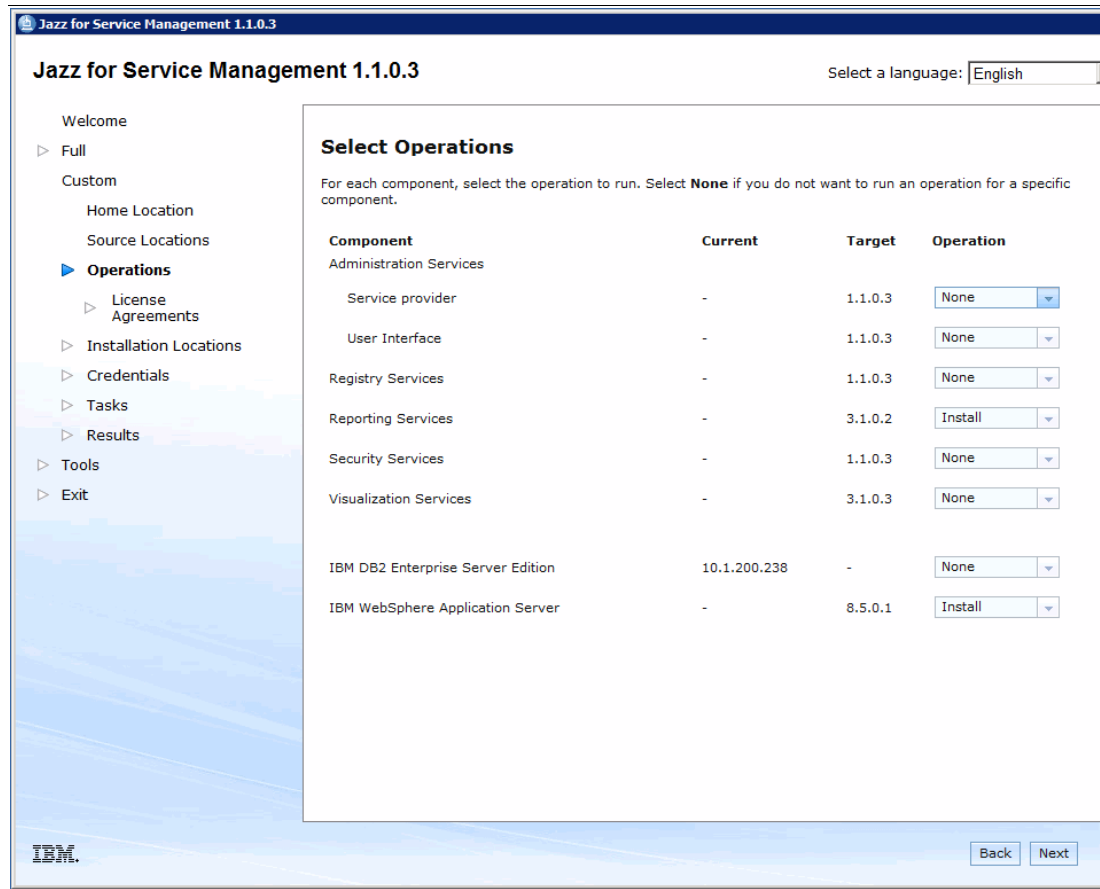 Jazz for Service Management 1.1.0.3
Jazz for Service Management 1.1.0.3
Select a language: English
Welcome
Full
Custom
Home Location
Source Locations
Operations
License
Agreements
Installation Locations
Credentials
Tasks
Results
Tools
Exit
Select Operations
For each component, select the operation to run. Select None if you do not want to run an operation for a specific
component.
Component Current Target Operation
Administration Services
Service provider - 1.1.0.3 None
User Interface - 1.1.0.3 None
Registry Services - 1.1.0.3 None
Reporting Services - 3.1.0.2 Install
Security Services - 1.1.0.3 None
Visualization Services - 3.1.0.3 None
IBM DB2 Enterprise Server Edition 10.1.200.238 - None
IBM WebSphere Application Server - 8.5.0.1 Install
IBM.
Back Next